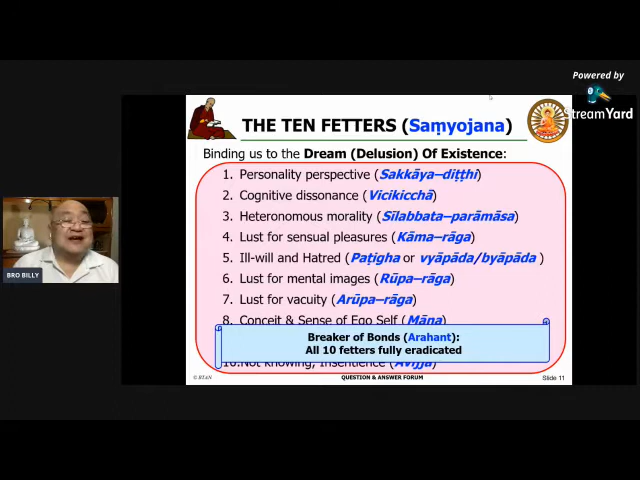 Powered by
StreamYard
THE TEN FETTERS (Saṃyojana)
Binding us to the Dream (Delusion) Of Existence:
1. Personality perspective (Sakkāya–diṭṭhi)
2. Cognitive dissonance (Vicikicchā)
3. Heteronomous morality (Sīlabbata–parāmāsa)
4. Lust for sensual pleasures (Kāma–rāga)
5. Ill-will and Hatred (Paṭigha or vyāpāda/byāpāda )
6. Lust for mental images (Rūpa–rāga)
7. Lust for vacuity (Arūpa–rāga)
8. Conceit & Sense of Ego Self (Māna)
Breaker of Bonds (Arahant):
All 10 fetters fully eradicated
10.Not Knowing, Insentience (Avijjā)
BRO BILLY
© BTAN
QUESTION & ANSWER FORUM
Slide 11